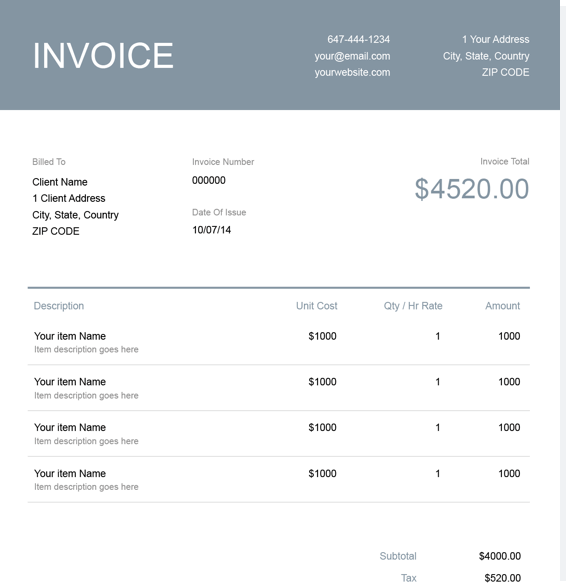 INVOICE
647-444-1234
your@email.com
yourwebsite.com
1 Your Address
City, State, Country
ZIP CODE
Billed To
Client Name
1 Client Address
City, State, Country
ZIP CODE
Invoice Number
000000
Date Of Issue
10/07/14
Invoice Total
$4520.00
Description Unit Cost Qty / Hr Rate Amount
Your item Name $1000 1 1000
Item description goes here
Your item Name $1000 1 1000
Item description goes here
Your item Name $1000 1 1000
Item description goes here
Your item Name $1000 1 1000
Item description goes here
Subtotal $4000.00
Tax $520.00